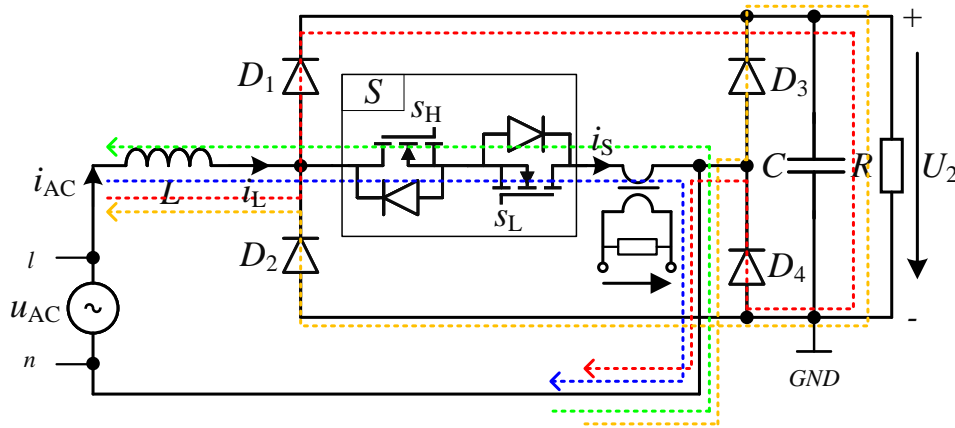 +
D1
S
D3
sH
iS
iAC
L
iL
C
R
U2
sL
l
D2
D4
uAC
~
-
n
GND